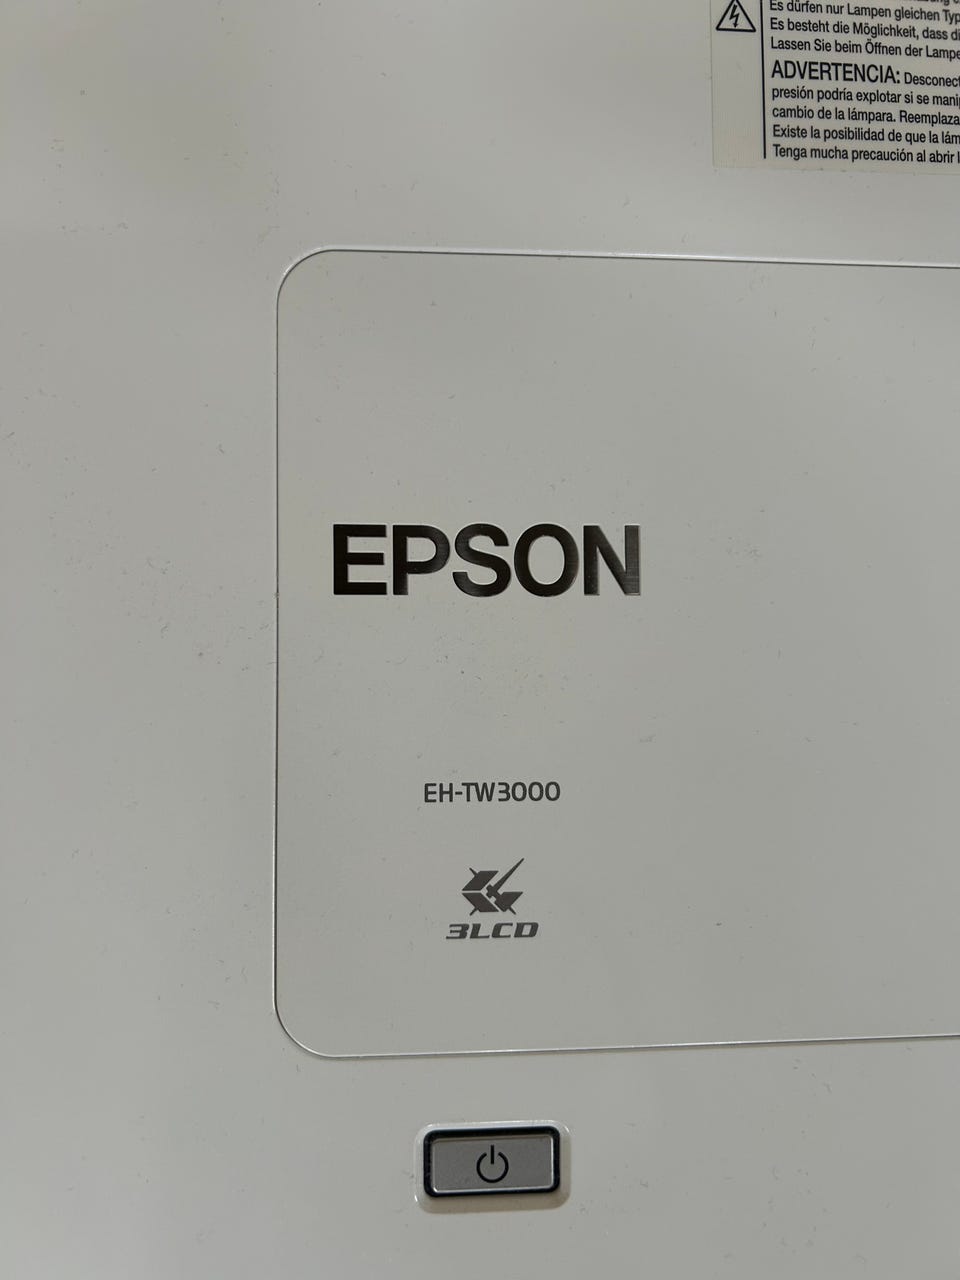 Es dürfen nur Lampen gleichen Typ
Es besteht die Möglichkeit, dass di
Lassen Sie beim Öffnen der Lampe
ADVERTENCIA: Desconect
presión podría explotar si se mani
cambio de la lámpara. Reemplaza
Existe la posibilidad de que la lám
Tenga mucha precaución al abrir l
EPSON
EH-TW3000
3LCD